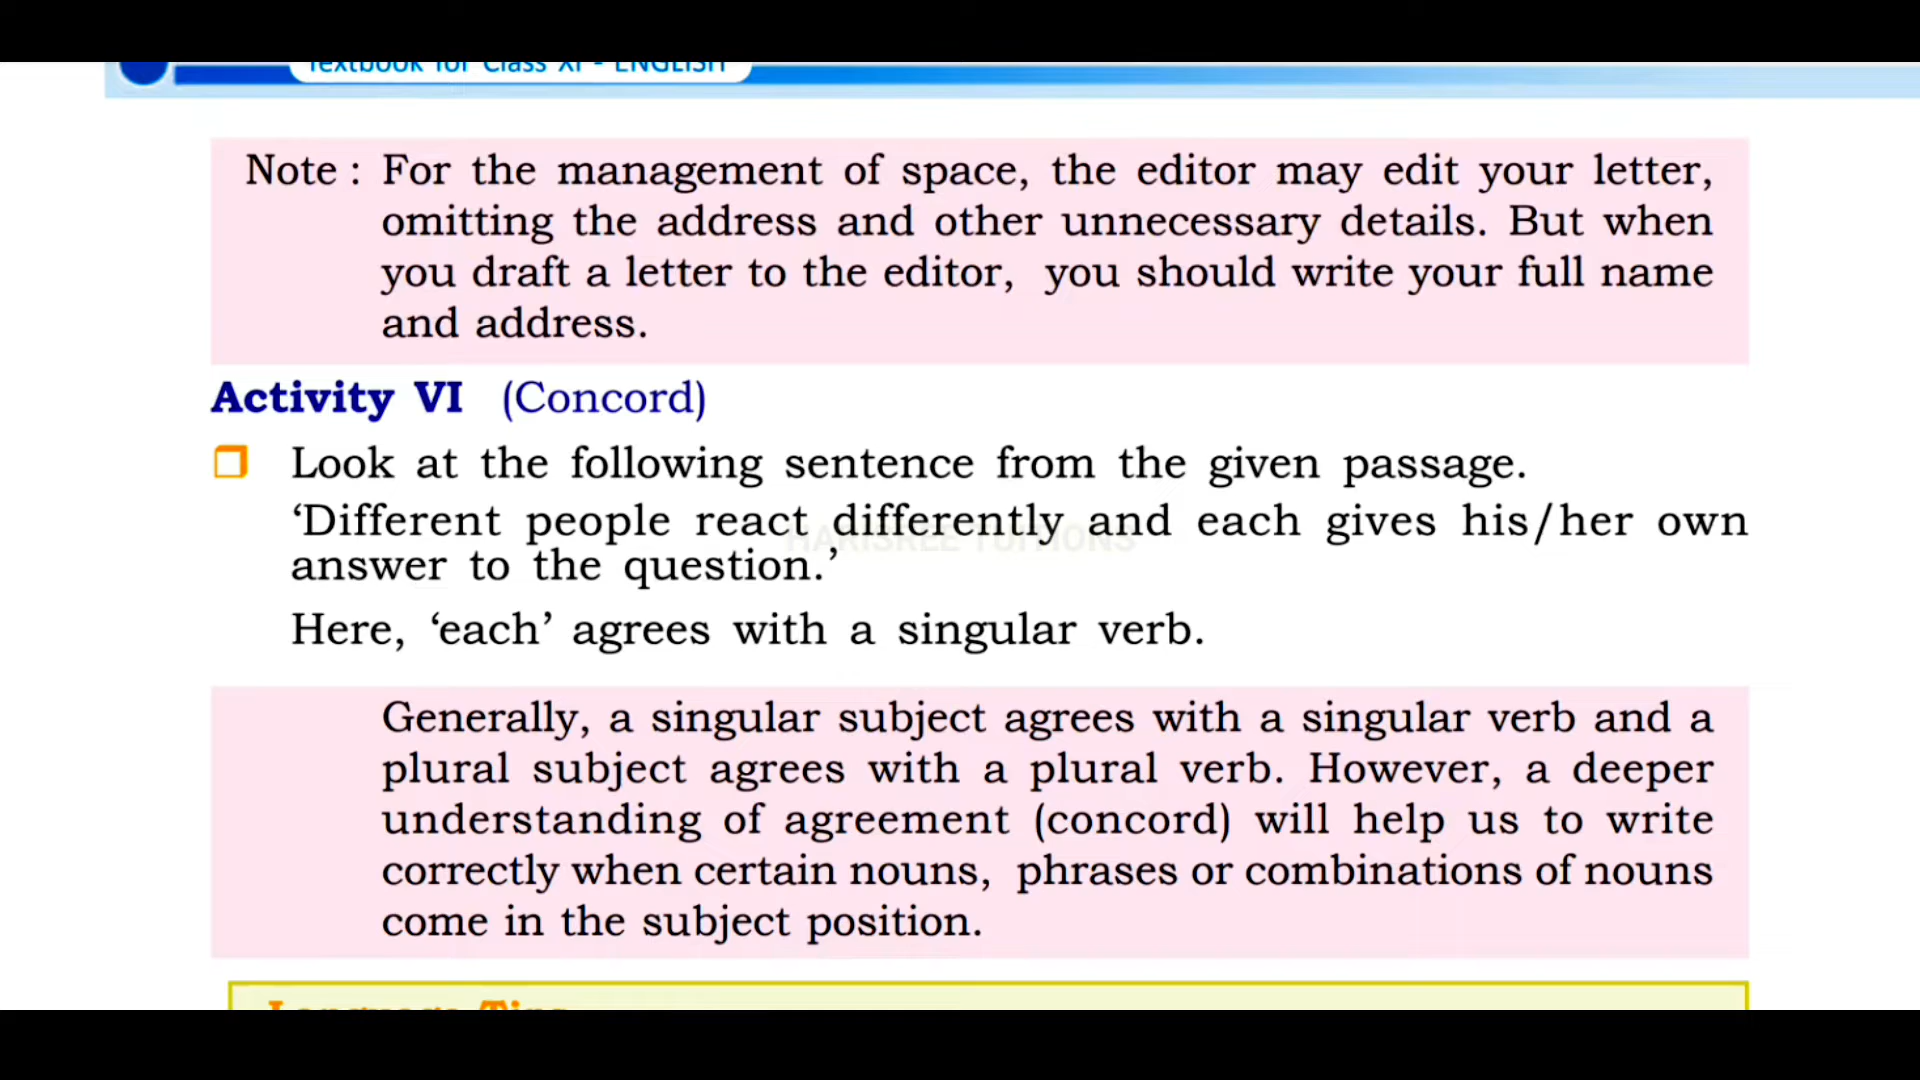 Textbook for Class XI - ENGLISH
Note : For the management of space, the editor may edit your letter,
omitting the address and other unnecessary details. But when
you draft a letter to the editor, you should write your full name
and address.
Activity VI (Concord)
❒ Look at the following sentence from the given passage.
‘Different people react differently and each gives his/her own
HARISREE TUITIONS
answer to the question.’
Here, ‘each’ agrees with a singular verb.
Generally, a singular subject agrees with a singular verb and a
plural subject agrees with a plural verb. However, a deeper
understanding of agreement (concord) will help us to write
correctly when certain nouns, phrases or combinations of nouns
come in the subject position.
Language Tips